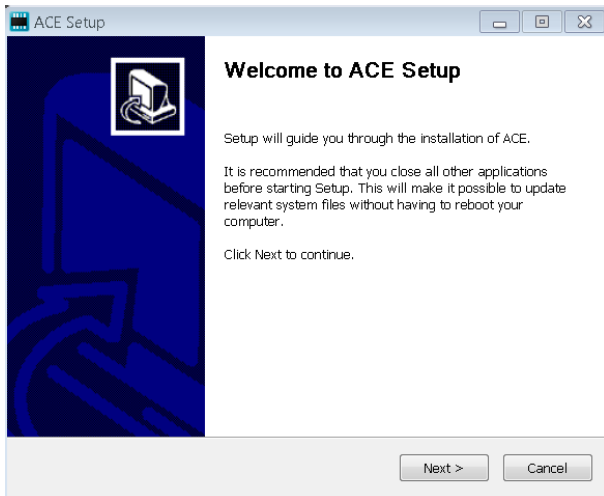 ACE Setup
Welcome to ACE Setup
Setup will guide you through the installation of ACE.
It is recommended that you close all other applications
before starting Setup. This will make it possible to update
relevant system files without having to reboot your
computer.
Click Next to continue.
Next > Cancel